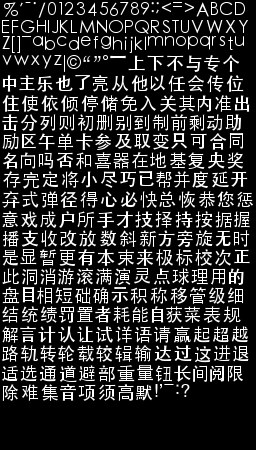 %'¯/0123456789:;<=>ABCD
EFGHIJKLMNOPQRSTUVWXY
Z[]¯abcdefghijklmnopqrstu
vwxyz|©“”°一上下不与专个
中主乐也了亮从他以任会传位
住使依倾停储免入关其内准出
击分列则初删别到制前剩动助
励区午单卡参及取变只可合同
名向吗否和喜器在地基复央奖
存完定将小尽巧已帮并度延开
弃式弹径得心必快总恢恭您惩
意戏成户所手才技择持按据握
播支收改放数斜新方旁旋无时
是显暂更有本束来极标校次正
此洞消游滚满演灵点球理用的
盘目相短础确示积称移管级细
结统绩罚置者耗能自获菜表规
解言计认让试详语请赢起超越
路轨转轮载较辑输达过这进退
适选通道避部重量钮长间阅限
除难集音项须高默!'¯:?